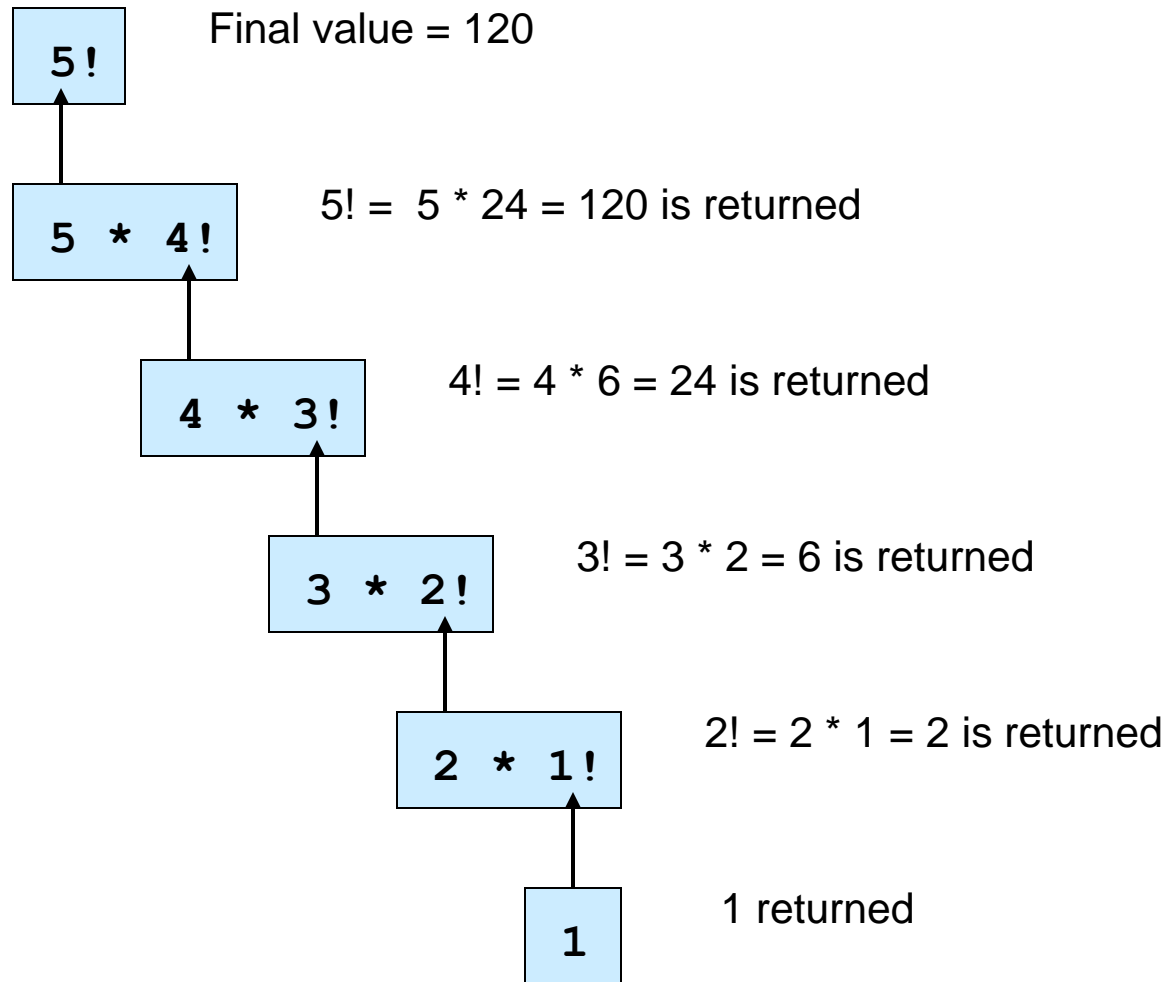 5!
Final value = 120
5 * 4!
5! = 5 * 24 = 120 is returned
4 * 3!
4! = 4 * 6 = 24 is returned
3 * 2!
3! = 3 * 2 = 6 is returned
2 * 1!
2! = 2 * 1 = 2 is returned
1
1 returned